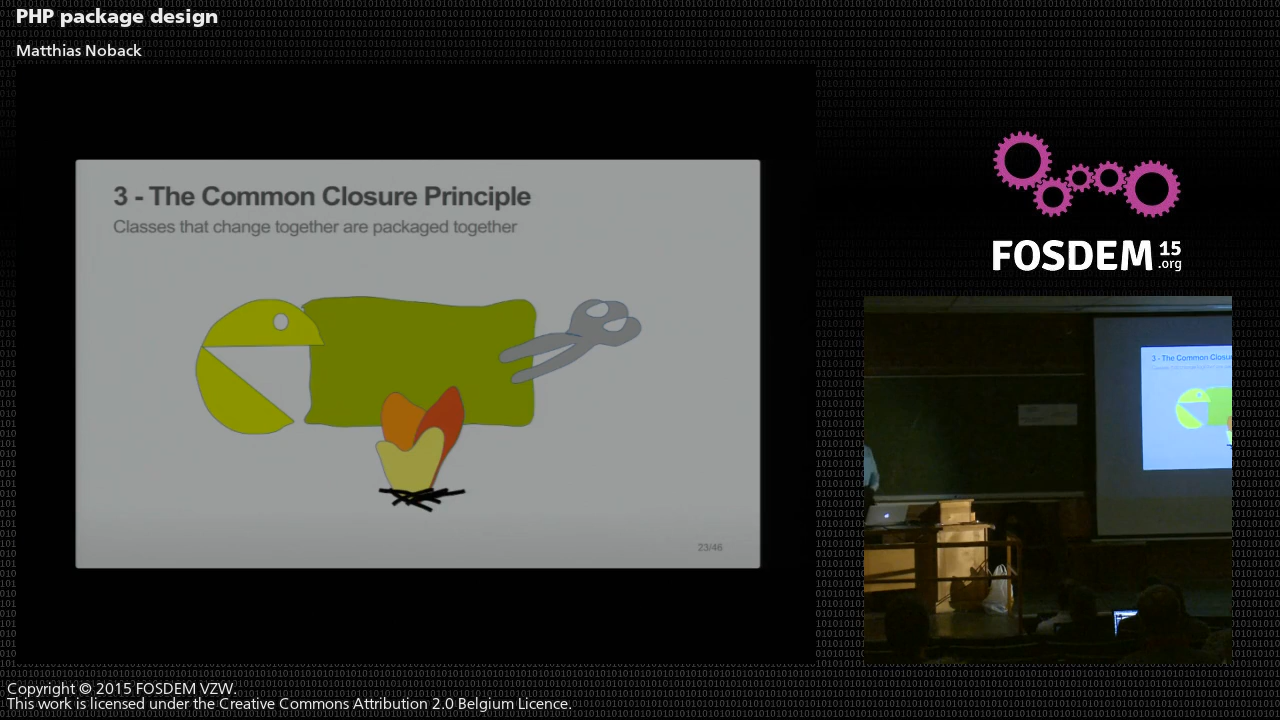 PHP package design
Matthias Noback
3 - The Common Closure Principle
Classes that change together are packaged together
23/46
FOSDEM 15
.org
3 - The Common Closur
Copyright © 2015 FOSDEM VZW.
This work is licensed under the Creative Commons Attribution 2.0 Belgium Licence.